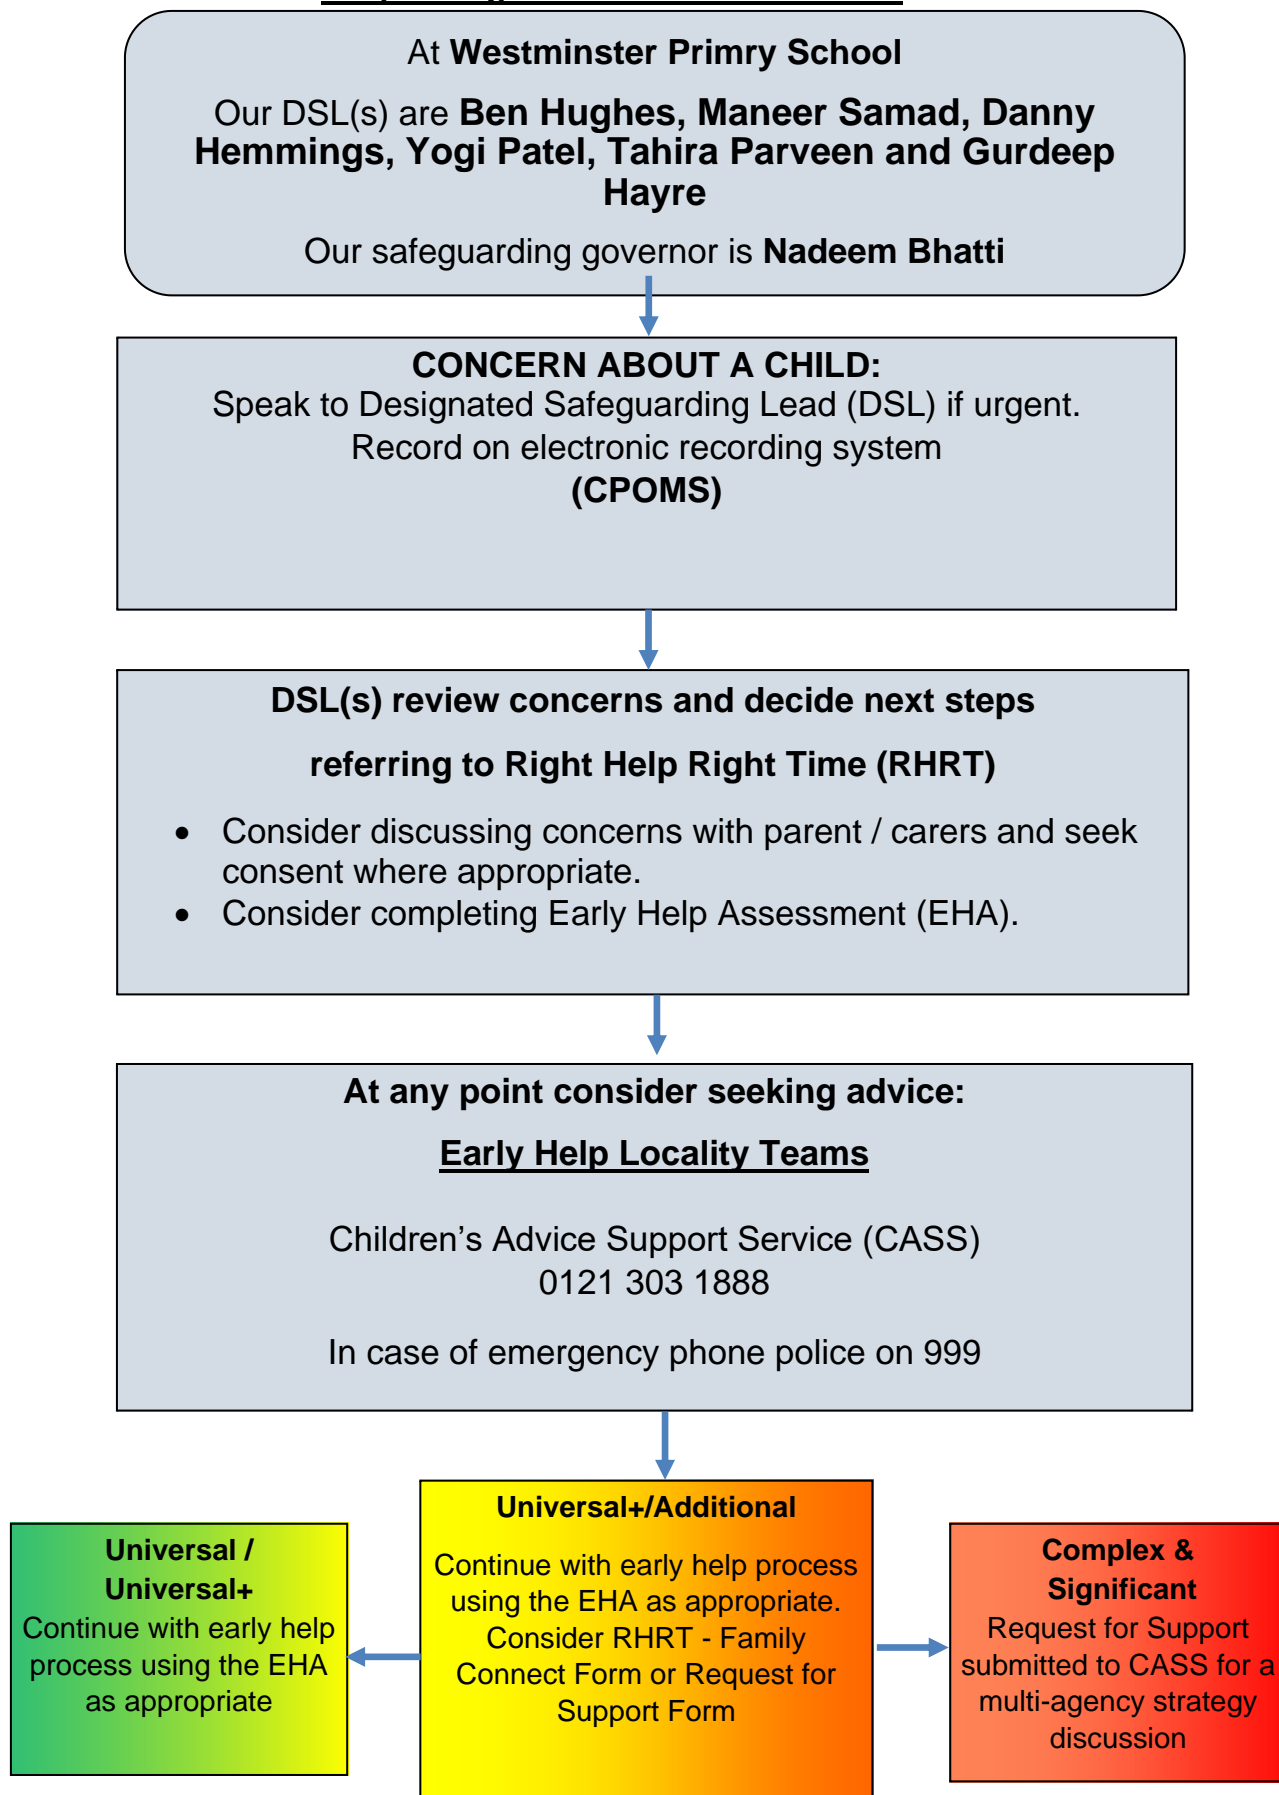 At Westminster Primry School
Our DSL(s) are Ben Hughes, Maneer Samad, Danny
Hemmings, Yogi Patel, Tahira Parveen and Gurdeep
Hayre
Our safeguarding governor is Nadeem Bhatti
CONCERN ABOUT A CHILD:
Speak to Designated Safeguarding Lead (DSL) if urgent.
Record on electronic recording system
(CPOMS)
DSL(s) review concerns and decide next steps
referring to Right Help Right Time (RHRT)
• Consider discussing concerns with parent / carers and seek
consent where appropriate.
• Consider completing Early Help Assessment (EHA).
At any point consider seeking advice:
Early Help Locality Teams
Children’s Advice Support Service (CASS)
0121 303 1888
In case of emergency phone police on 999
Universal /
Universal+
Continue with early help
process using the EHA
as appropriate
Universal+/Additional
Continue with early help process
using the EHA as appropriate.
Consider RHRT - Family
Connect Form or Request for
Support Form
Complex &
Significant
Request for Support
submitted to CASS for a
multi-agency strategy
discussion